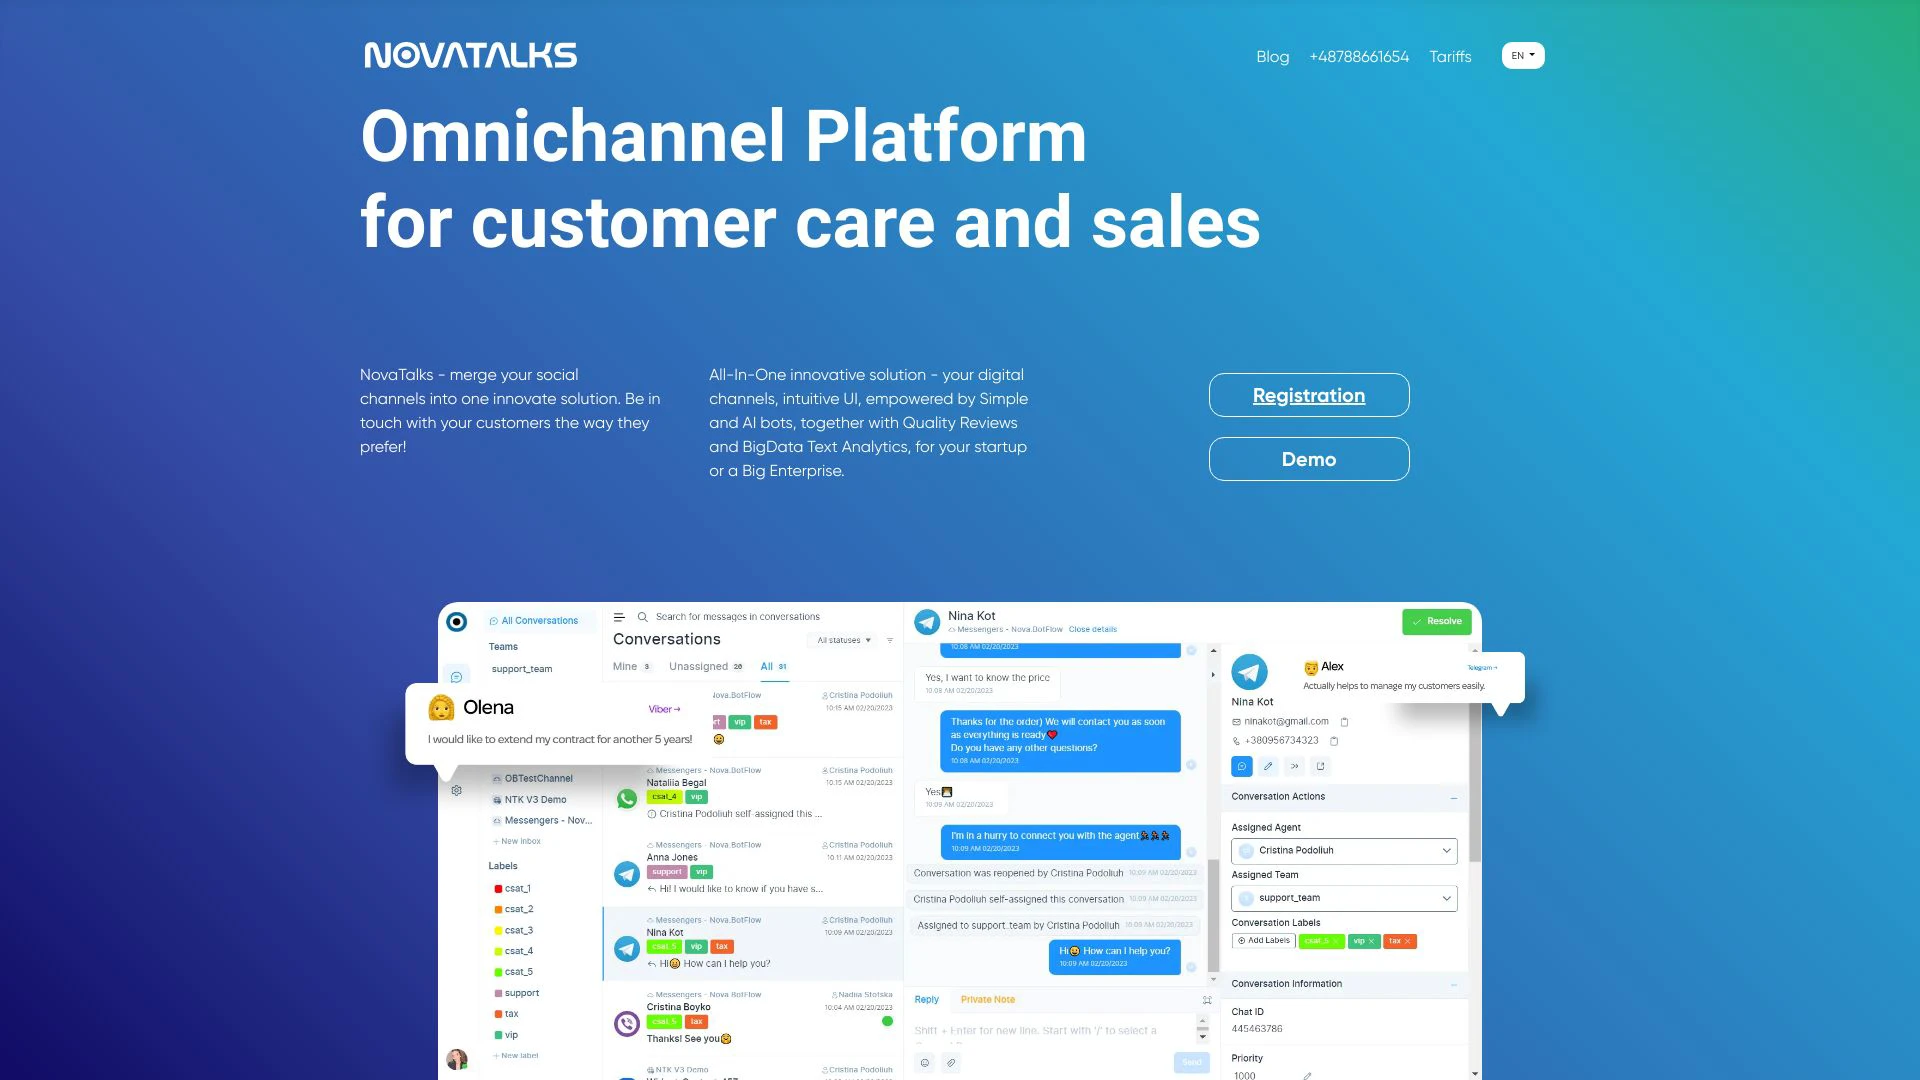 NOVATALKS
Blog
+48788661654
Tariffs
EN
Omnichannel Platform
for customer care and sales
NovaTalks - merge your social
channels into one innovate solution. Be in
touch with your customers the way they
prefer!
All-In-One innovative solution - your digital
channels, intuitive UI, empowered by Simple
and AI bots, together with Quality Reviews
and BigData Text Analytics, for your startup
or a Big Enterprise.
Registration
Demo
All Conversations
Teams
support_team
Olena
Viber→
I would like to extend my contract for another 5 years!
OBTestChannel
NTK V3 Demo
Messengers - Nov...
+ New inbox
Labels
csat_1
csat_2
csat_3
csat_4
csat_5
support
tax
vip
+ New label
Search for messages in conversations
Conversations
All statuses
Mine 3
Unassigned 28
All 31
Nova.BotFlow
Cristina Podoliuh
10:15 AM 02/20/2023
vip
tax
Messengers - Nova.BotFlow
Cristina Podoliuh
Nataliia Begal
10:15 AM 02/20/2023
csat_4
vip
Cristina Podoliuh self-assigned this ...
Messengers - Nova.BotFlow
Cristina Podoliuh
Anna Jones
10:11 AM 02/20/2023
support
vip
Hi! I would like to know if you have s...
Messengers - Nova.BotFlow
Cristina Podoliuh
Nina Kot
10:09 AM 02/20/2023
csat_5
vip
tax
Hi😄 How can I help you?
Messengers - Nova BotFlow
Nadiia Stotska
Cristina Boyko
10:04 AM 02/20/2023
csat_5
tax
Thanks! See you
NTK V3 Demo
Cristina Podoliuh
Nina Kot
Messengers - Nova.BotFlow
Close details
Resolve
10:08 AM 02/20/2023
Yes, I want to know the price
10:08 AM 02/20/2023
Thanks for the order) We will contact you as soon
as everything is ready❤
Do you have any other questions?
10:08 AM 02/20/2023
Yes
10:09 AM 02/20/2023
I'm in a hurry to connect you with the agent
10:09 AM 02/20/2023
Conversation was reopened by Cristina Podoliuh 10:09 AM 02/20/2023
Cristina Podoliuh self-assigned this conversation 10:09 AM 02/20/2023
Assigned to support_team by Cristina Podoliuh 10:09 AM 02/20/2023
Hi😄 How can I help you?
10:09 AM 02/20/2023
Reply
Private Note
Shift + Enter for new line. Start with '/' to select a
Send
Alex
Telegram→
Actually helps to manage my customers easily.
Nina Kot
ninakot@gmail.com
+380956734323
Conversation Actions
Assigned Agent
Cristina Podoliuh
Assigned Team
support_team
Conversation Labels
Add Labels
csat_5 ×
vip ×
tax ×
Conversation Information
Chat ID
445463786
Priority
1000